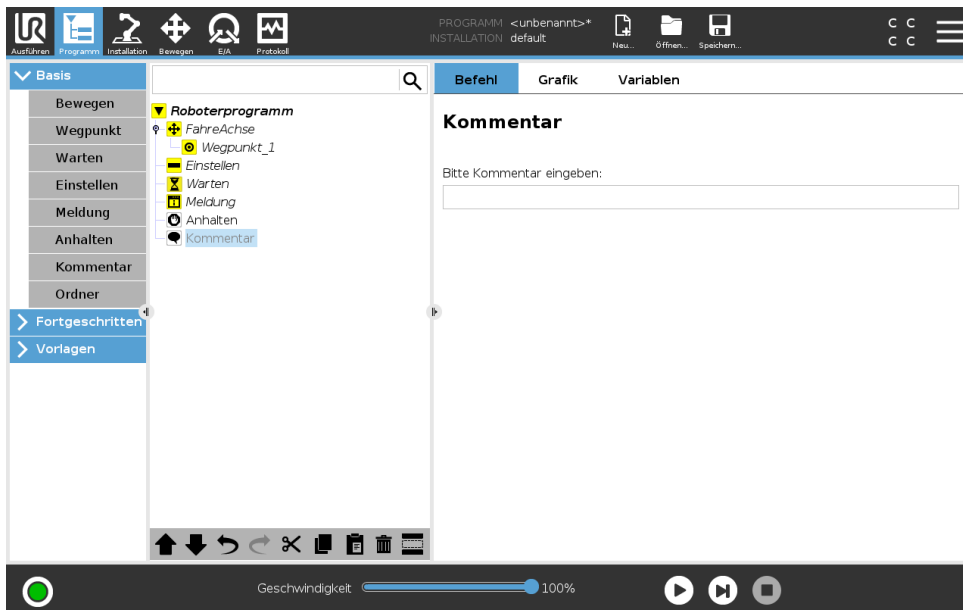 Ausführen
Programm
Installation
Bewegen
E/A
Protokoll
PROGRAMM <unbenannt>*
INSTALLATION default
Neu...
Öffnen...
Speichern...
C C
C C
Basis
Bewegen
Wegpunkt
Warten
Einstellen
Meldung
Anhalten
Kommentar
Ordner
Fortgeschritten
Vorlagen
Roboterprogramm
FahreAchse
Wegpunkt_1
Einstellen
Warten
Meldung
Anhalten
Kommentar
Befehl Grafik Variablen
Kommentar
Bitte Kommentar eingeben:
Geschwindigkeit 100%